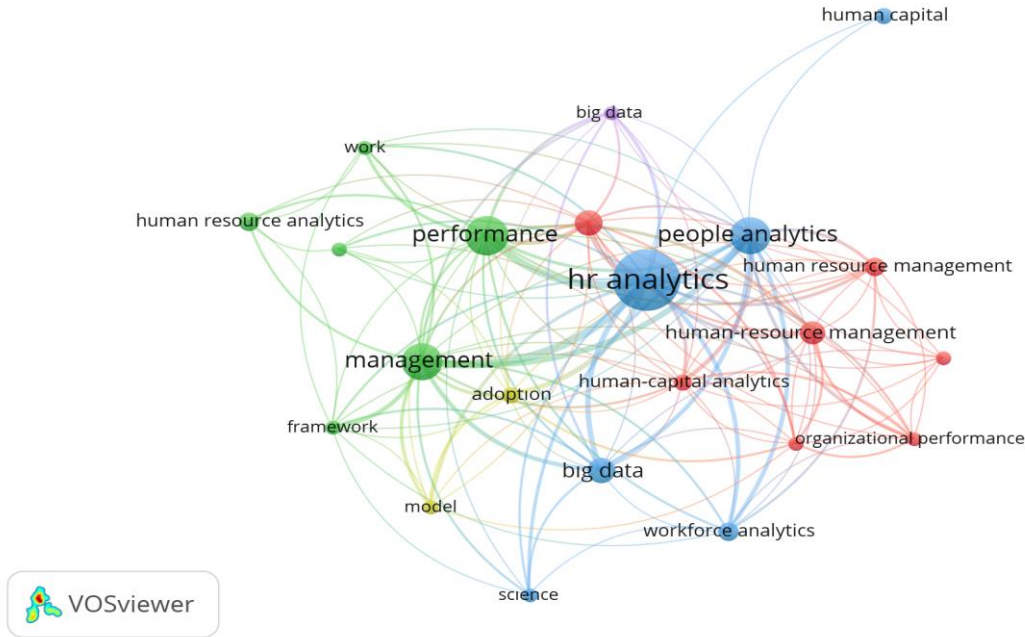 human capital
big data
work
human resource analytics
performance
people analytics
human resource management
hr analytics
human-resource management
management
human-capital analytics
adoption
framework
organizational performance
big data
model
workforce analytics
science
VOSviewer